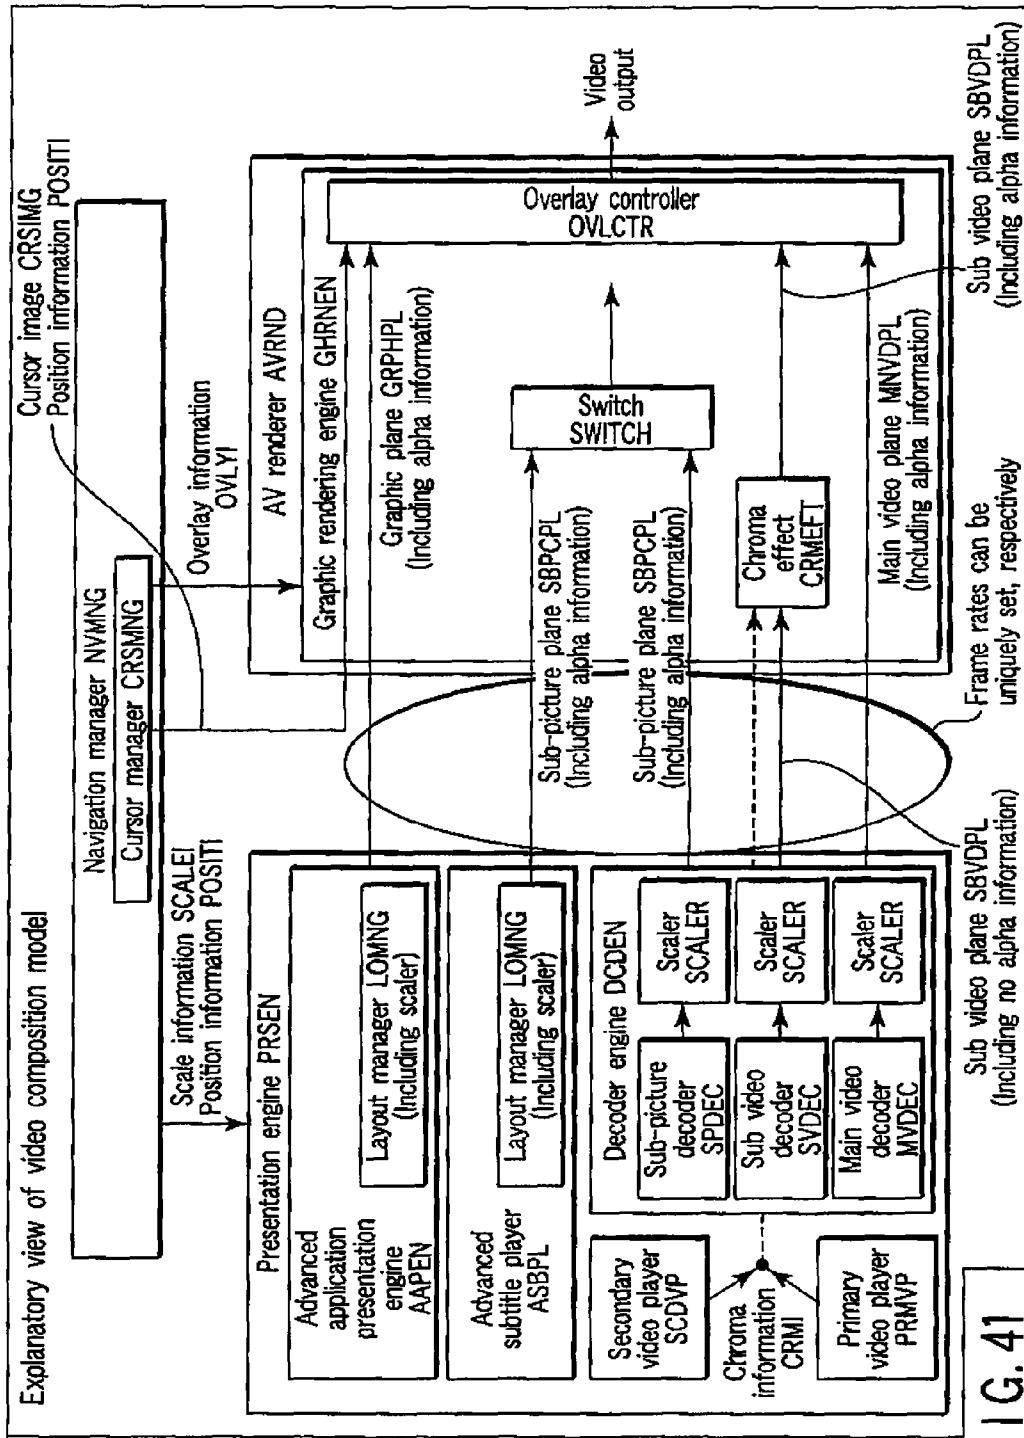 Explanatory view of video composition model
Cursor image CRSIMG
Position information POSITI
Navigation manager NVMNG
Cursor manager CRSMNG
Scale information SCALEI
Position information POSITI
Overlay information
OVLYI
Presentation engine PRSEN
Advanced
application
presentation
engine
AAPEN
Layout manager LOMNG
(Including scaler)
Advanced
subtitle player
ASBPL
Layout manager LOMNG
(Including scaler)
Decoder engine DCDEN
Secondary
video player
SCDVP
Chroma
information
CRMI
Primary
video player
PRMVP
Sub-picture
decoder
SPDEC
Scaler
SCALER
Sub video
decoder
SVDEC
Scaler
SCALER
Main video
decoder
MVDEC
Scaler
SCALER
AV renderer AVRND
Graphic rendering engine GHRNEN
Graphic plane GRPHPL
(Including alpha information)
Sub-picture plane SBPCPL
(Including alpha information)
Sub-picture plane SBPCPL
(Including alpha information)
Switch
SWITCH
Chroma
effect
CRMEFT
Main video plane MNVDPL
(Including alpha information)
Overlay controller
OVLCTR
Video
output
Sub video plane SBVDPL
(Including no alpha information)
Frame rates can be
uniquely set, respectively
Sub video plane SBVDPL
(Including alpha information)
IG. 41